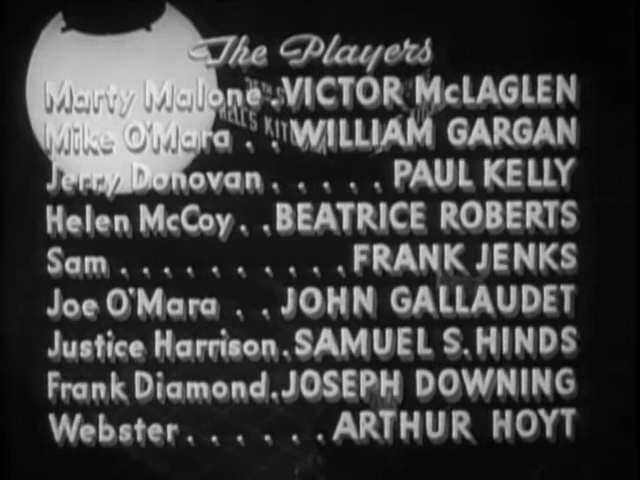 The Players
Marty Malone . VICTOR McLAGLEN
Mike O'Mara . . WILLIAM GARGAN
Jerry Donovan . . . . . PAUL KELLY
Helen McCoy . . BEATRICE ROBERTS
Sam . . . . . . . . . . FRANK JENKS
Joe O'Mara . . JOHN GALLAUDET
Justice Harrison . SAMUEL S. HINDS
Frank Diamond . JOSEPH DOWNING
Webster . . . . . . ARTHUR HOYT